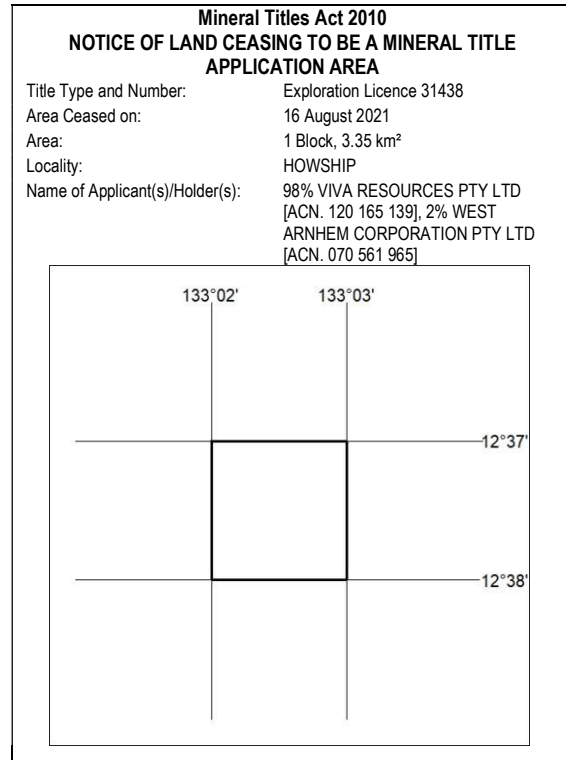 Mineral Titles Act 2010
NOTICE OF LAND CEASING TO BE A MINERAL TITLE
APPLICATION AREA
Title Type and Number: Exploration Licence 31438
Area Ceased on: 16 August 2021
Area: 1 Block, 3.35 km²
Locality: HOWSHIP
Name of Applicant(s)/Holder(s): 98% VIVA RESOURCES PTY LTD
[ACN. 120 165 139], 2% WEST
ARNHEM CORPORATION PTY LTD
[ACN. 070 561 965]
133°02' 133°03'
12°37'
12°38'